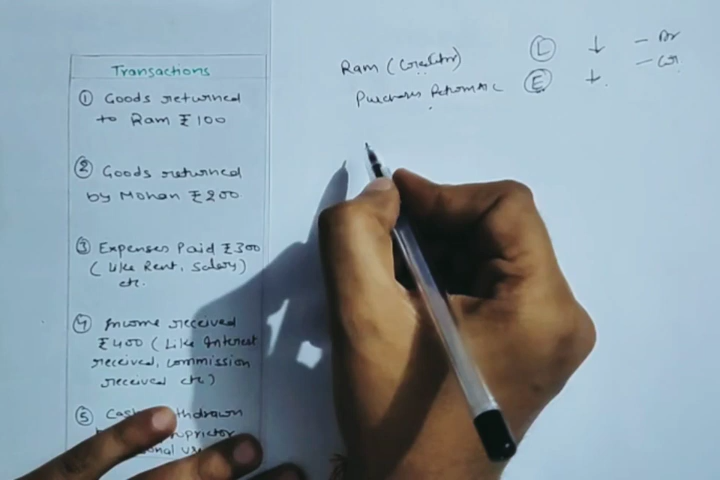 Transactions
① Goods returned
to Ram ₹100
② Goods returned
by Mohan ₹200
③ Expenses Paid ₹300
(Like Rent, Salary)
etc.
④ Income received
₹400 (Like Interest
received, commission
received etc)
⑤ Cash withdrawn
Ram (Creditor) Ⓛ ↓ - Dr
Purchases Return A/c Ⓔ ↓ - Cr.